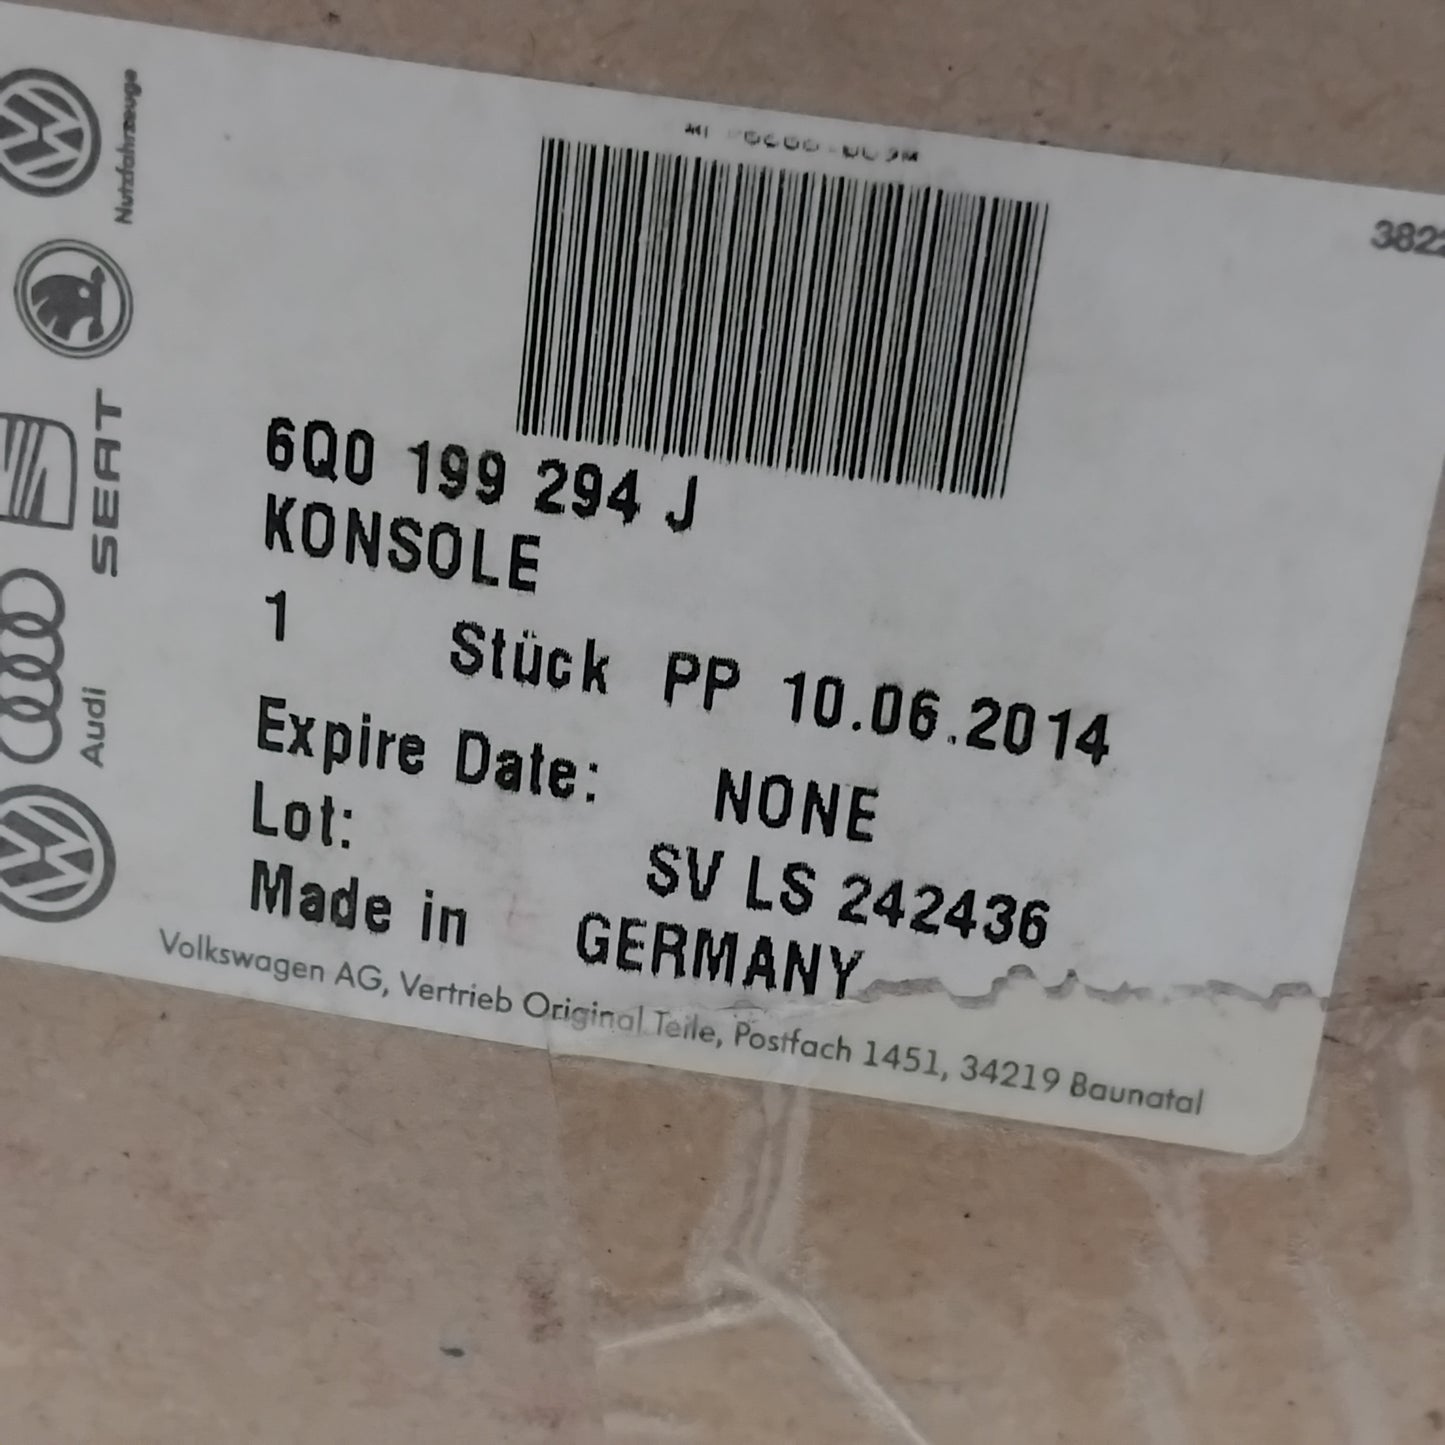 Nutzfahrzeuge
SEAT
Audi
6Q0 199 294 J
KONSOLE
1 Stück PP 10.06.2014
Expire Date: NONE
Lot: SV LS 242436
Made in GERMANY
Volkswagen AG, Vertrieb Original Teile, Postfach 1451, 34219 Baunatal